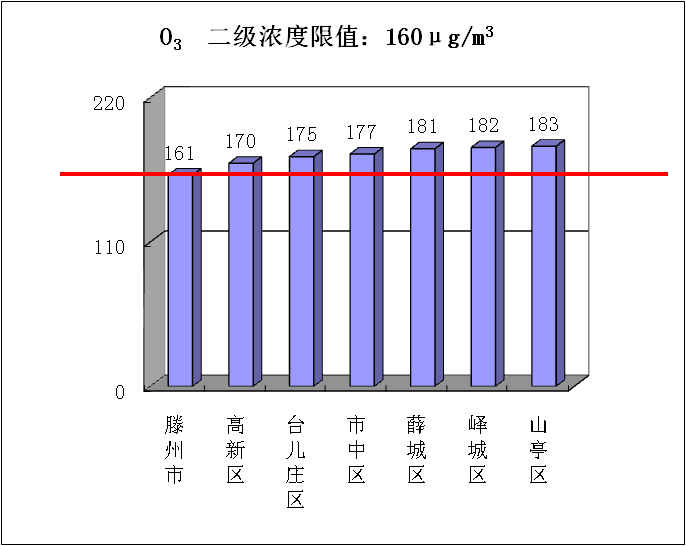 O₃ 二级浓度限值：160μg/m³
220
110
0
161
170
175
177
181
182
183
滕州市
高新区
台儿庄区
市中区
薛城区
峄城区
山亭区